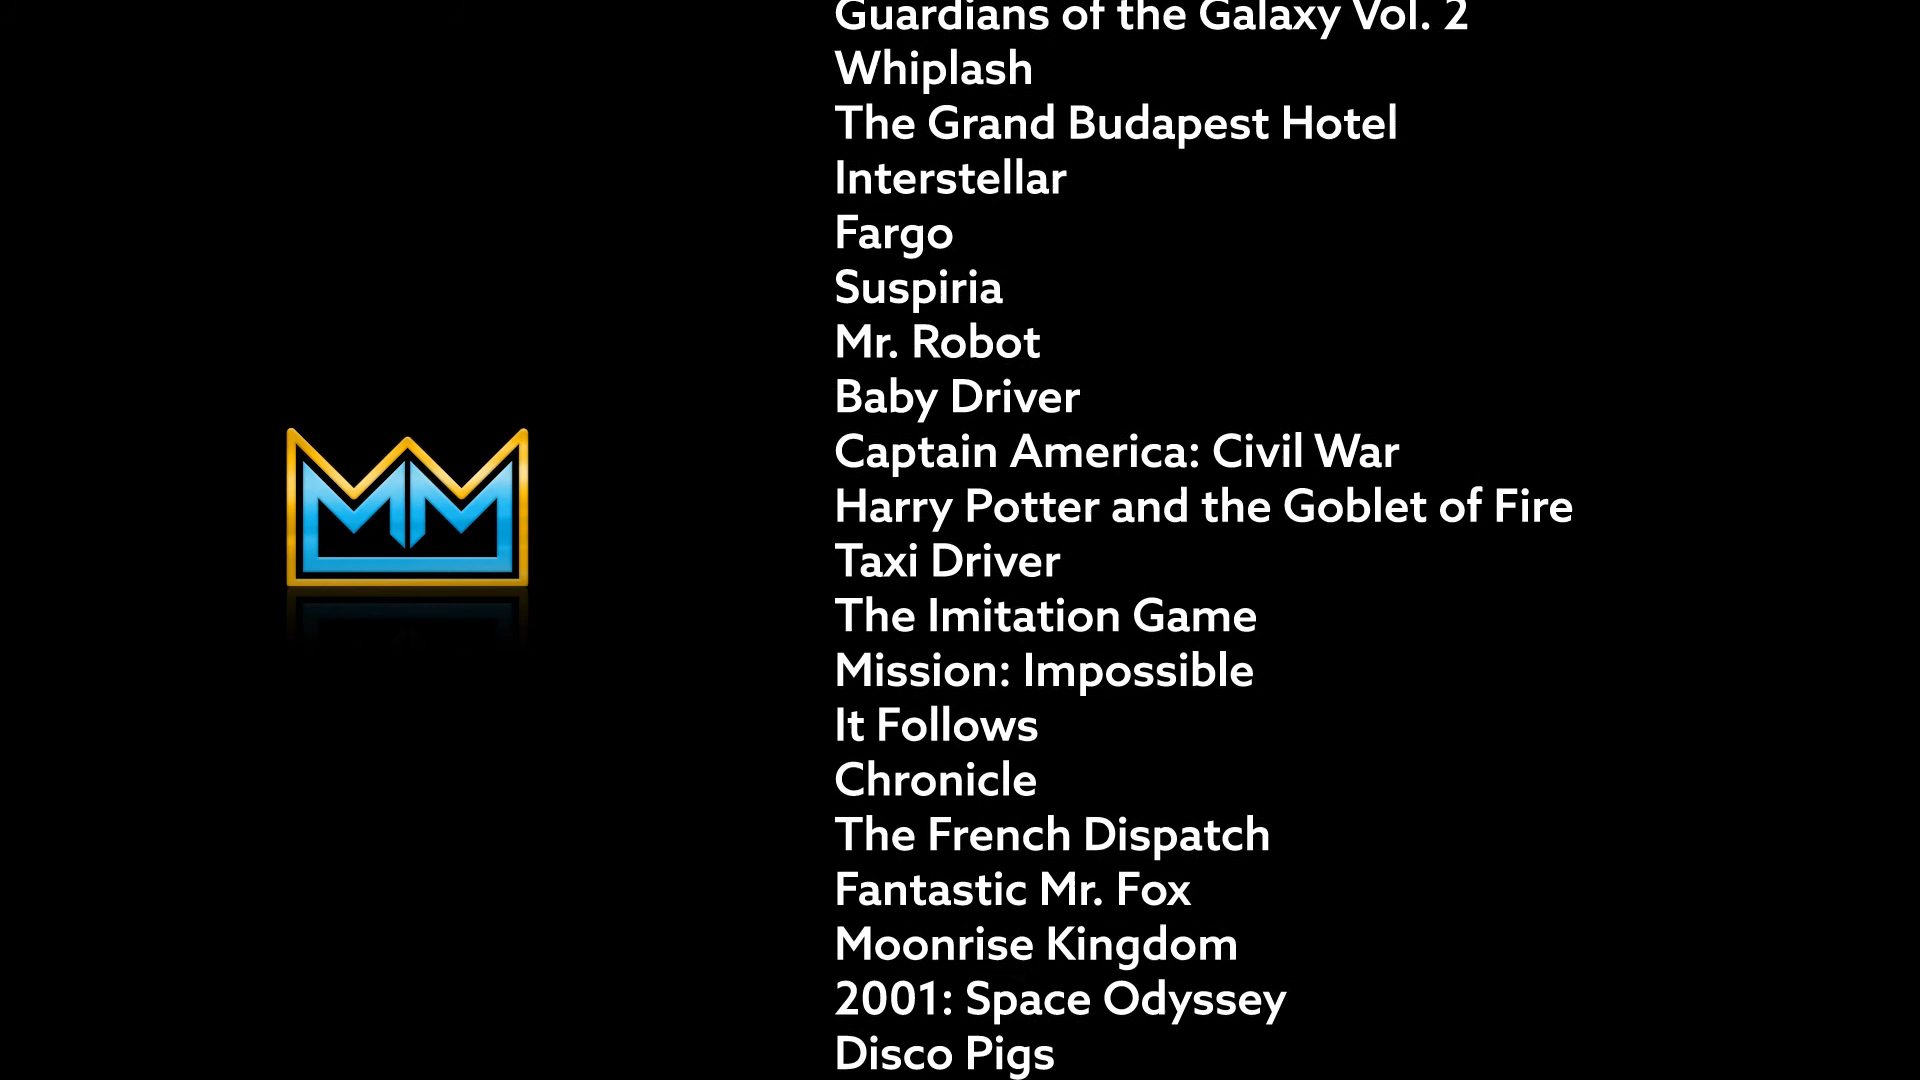 Guardians of the Galaxy Vol. 2
Whiplash
The Grand Budapest Hotel
Interstellar
Fargo
Suspiria
Mr. Robot
Baby Driver
Captain America: Civil War
Harry Potter and the Goblet of Fire
Taxi Driver
The Imitation Game
Mission: Impossible
It Follows
Chronicle
The French Dispatch
Fantastic Mr. Fox
Moonrise Kingdom
2001: Space Odyssey
Disco Pigs
MM